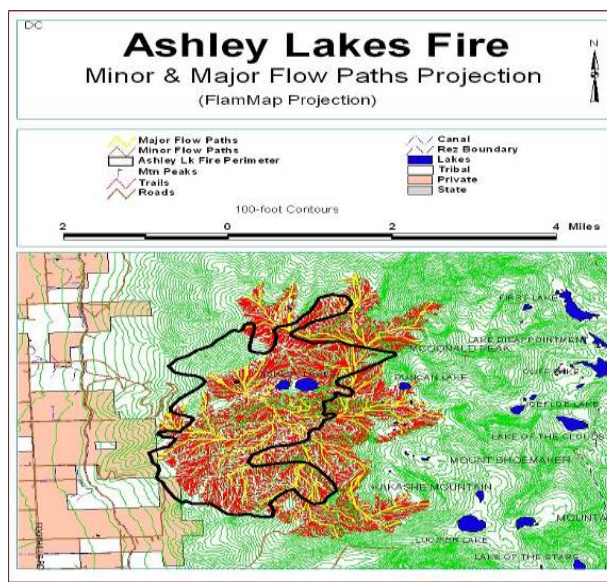 DC
Ashley Lakes Fire
Minor & Major Flow Paths Projection
(FlamMap Projection)
N
Major Flow Paths
Minor Flow Paths
Ashley Lk Fire Perimeter
Mtn Peaks
Trails
Roads
Canal
Rez Boundary
Lakes
Tribal
Private
State
100-foot Contours
2 0 2 4 Miles
FIRST LAKE
LAKE DISAPPOINTMENT
PEAK
CLIFF LAKE
DUNCAN LAKE
LAKE OF THE CLOUDS
MOUNT SHOEMAKER
KAKASHE MOUNTAIN
LUCIFER LAKE
LAKE OF THE STARS